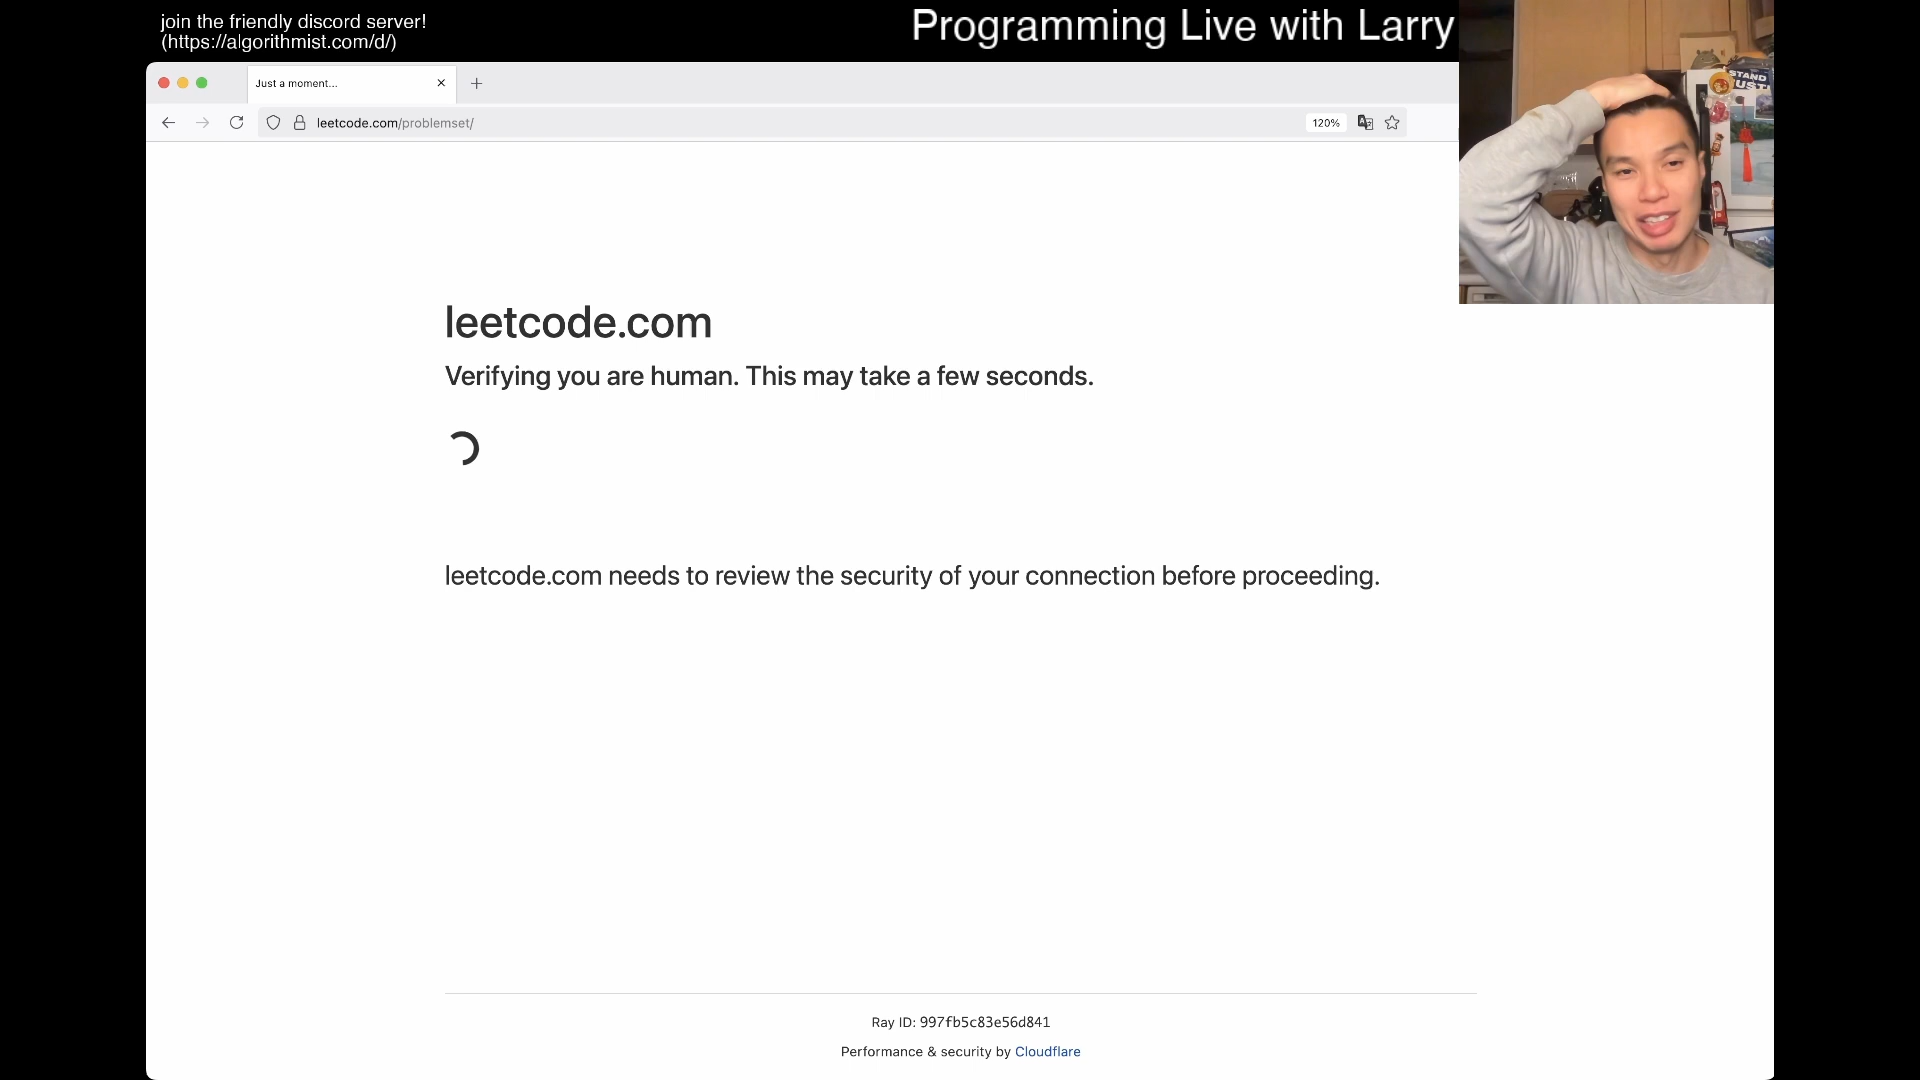 join the friendly discord server!
(https://algorithmist.com/d/)
Programming Live with Larry
Just a moment...
leetcode.com/problemset/
120%
STAND
leetcode.com
Verifying you are human. This may take a few seconds.
leetcode.com needs to review the security of your connection before proceeding.
Ray ID: 997fb5c83e56d841
Performance & security by Cloudflare